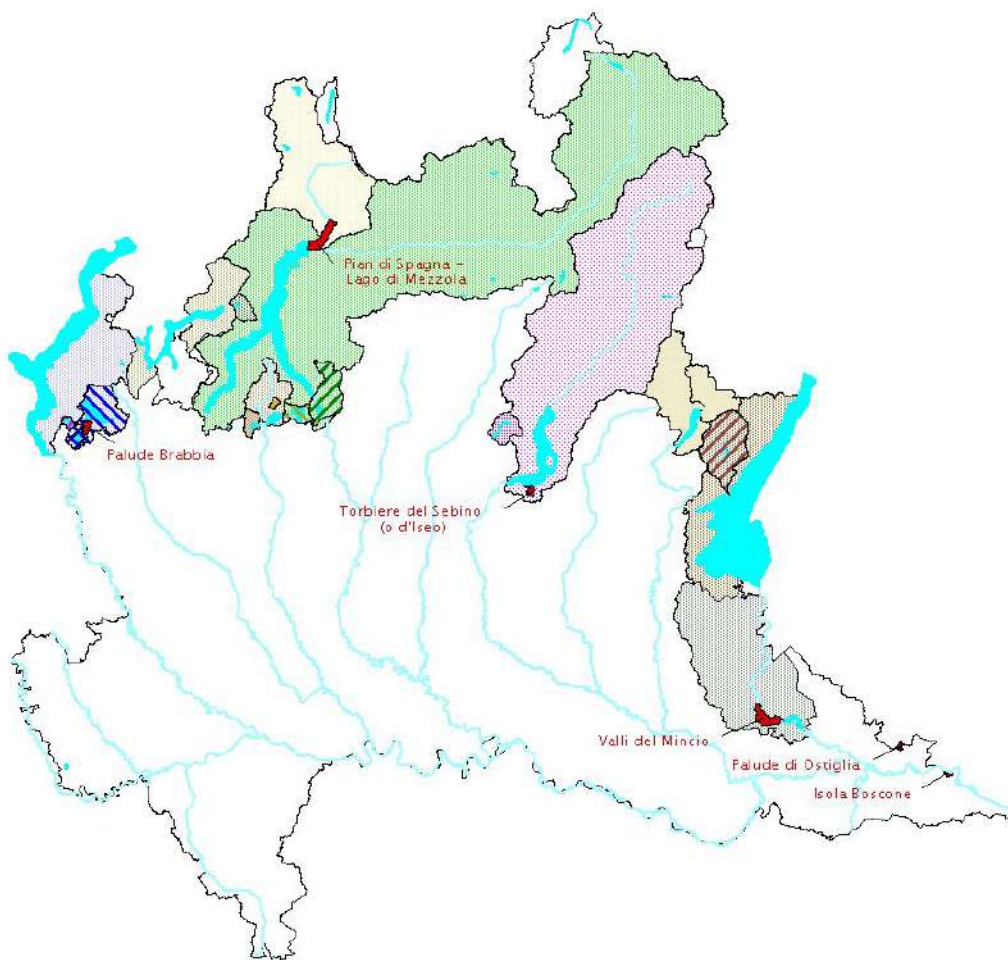 Pian di Spagna -
Lago di Mezzola
Palude Brabbia
Torbiere del Sebino
(o d'Iseo)
Valli del Mincio
Palude di Ostiglia
Isola Boscone